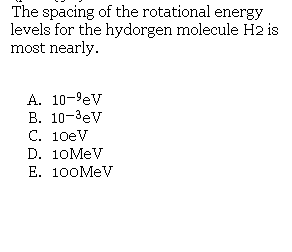 The spacing of the rotational energy
levels for the hydorgen molecule H2 is
most nearly.
A. 10⁻⁹eV
B. 10⁻³eV
C. 10eV
D. 10MeV
E. 100MeV